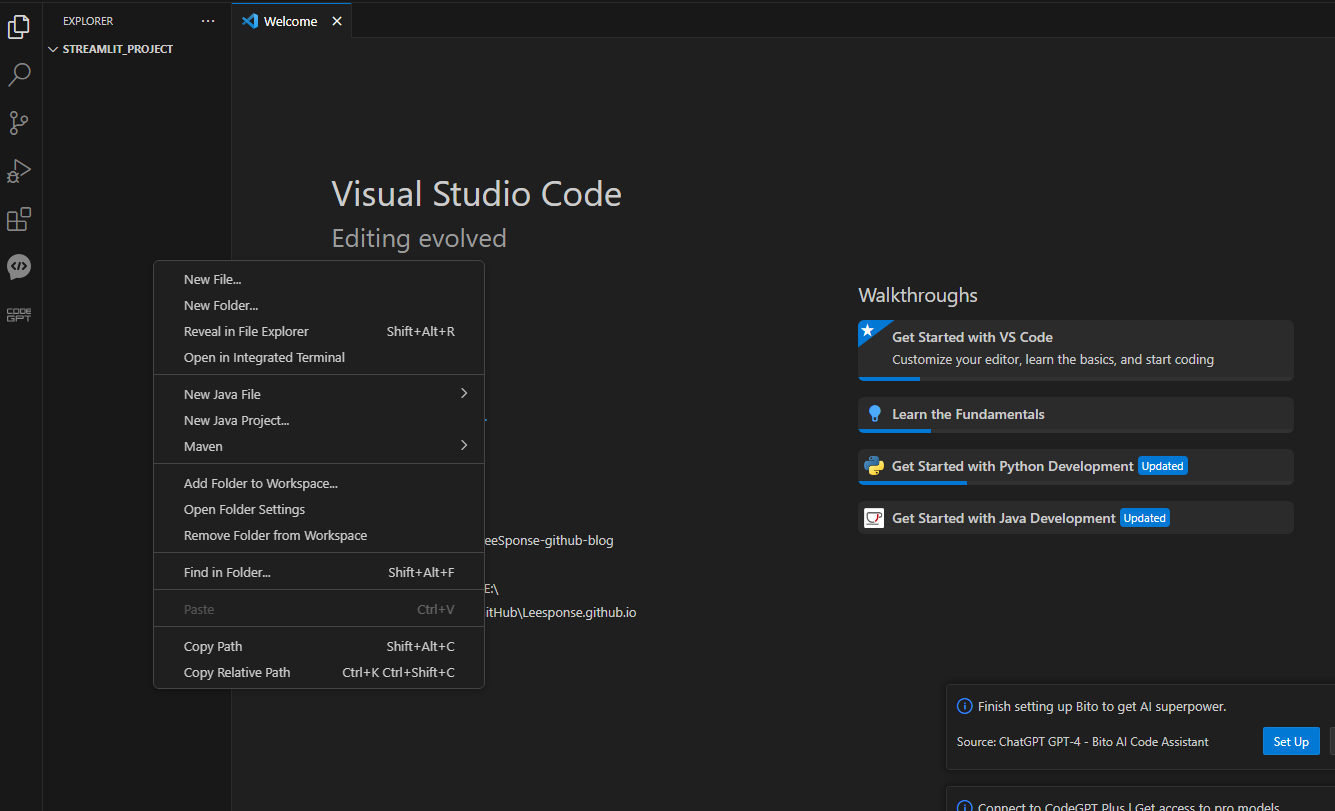 EXPLORER
STREAMLIT_PROJECT
Welcome
Visual Studio Code
Editing evolved
New File...
New Folder...
Reveal in File Explorer Shift+Alt+R
Open in Integrated Terminal
New Java File
New Java Project...
Maven
Add Folder to Workspace...
Open Folder Settings
Remove Folder from Workspace
Find in Folder... Shift+Alt+F
Paste Ctrl+V
Copy Path Shift+Alt+C
Copy Relative Path Ctrl+K Ctrl+Shift+C
eeSponse-github-blog
E:\
itHub\Leesponse.github.io
Walkthroughs
Get Started with VS Code
Customize your editor, learn the basics, and start coding
Learn the Fundamentals
Get Started with Python Development Updated
Get Started with Java Development Updated
Finish setting up Bito to get AI superpower.
Source: ChatGPT GPT-4 - Bito AI Code Assistant Set Up
Connect to CodeGPT Plus | Get access to pro models
CODE
GPT